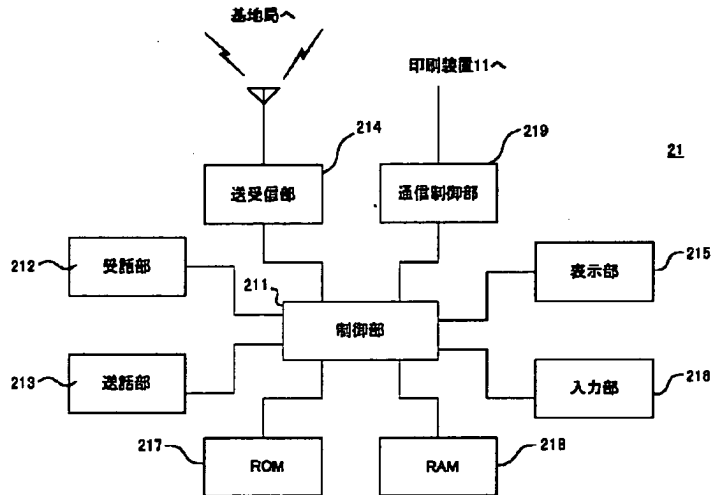 基地局へ
印刷装置11へ
214
219
21
送受信部
通信制御部
212
受話部
211
表示部
215
制御部
213
送話部
入力部
216
217
ROM
RAM
218